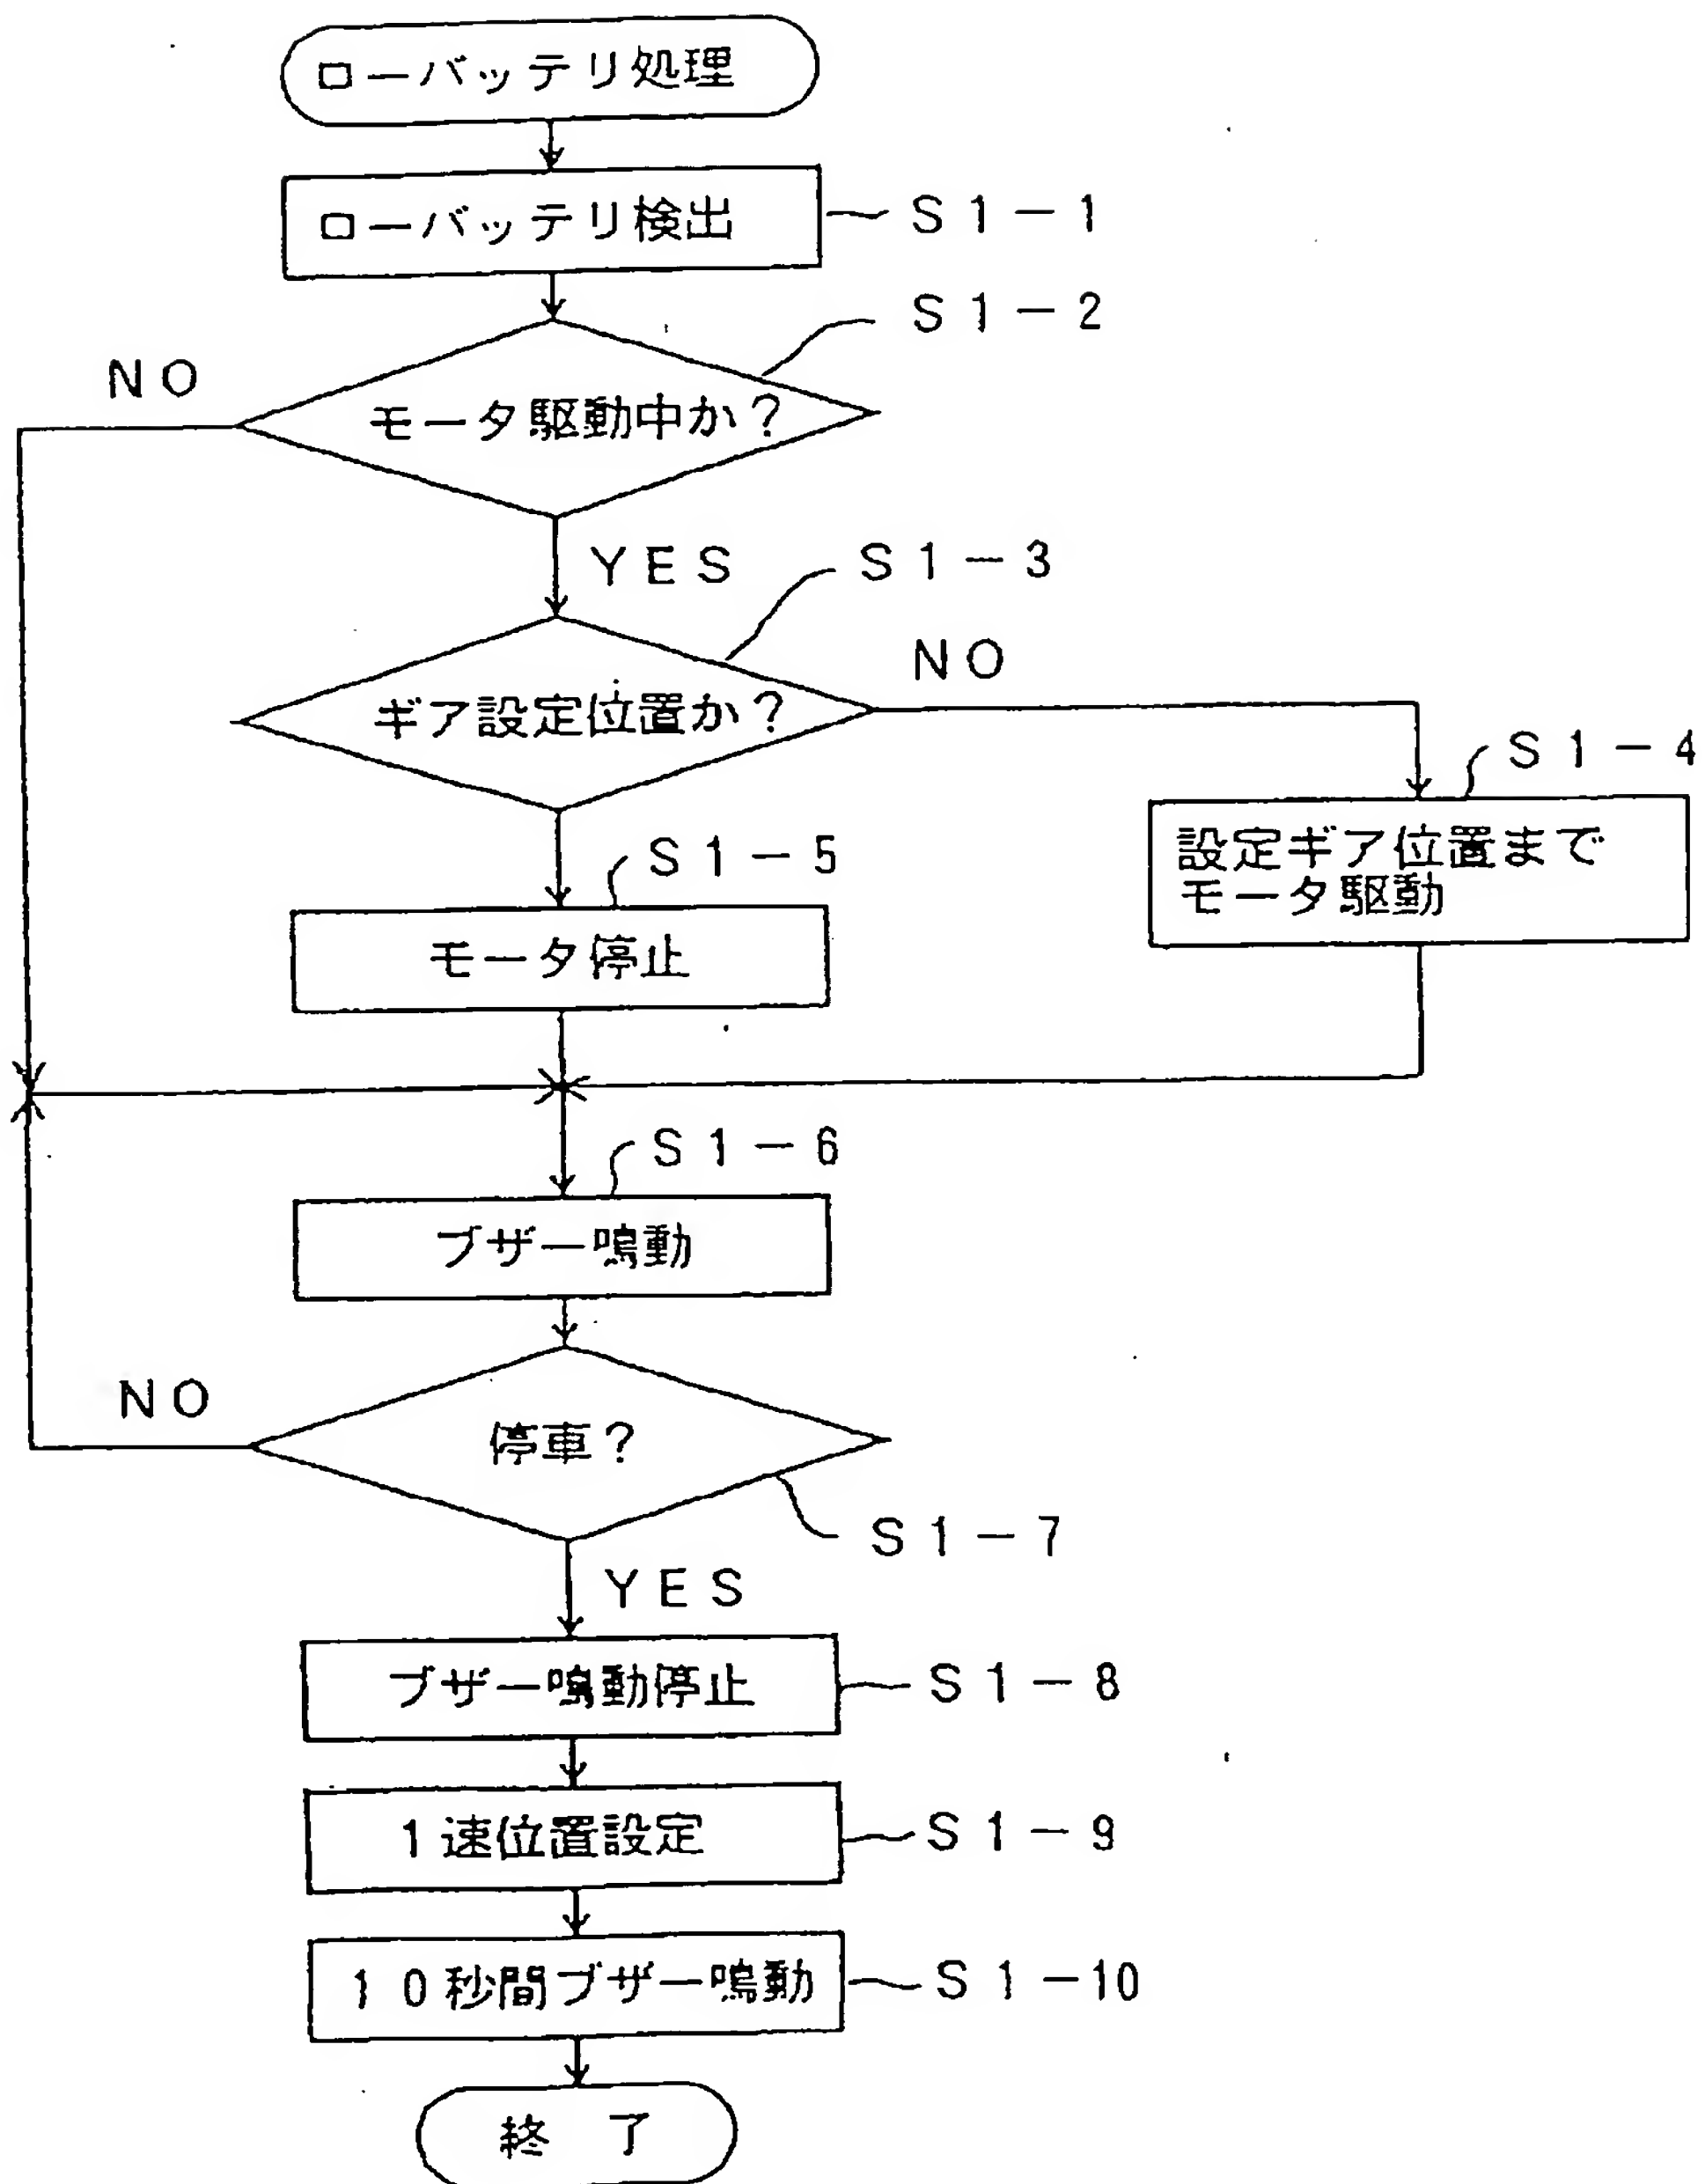 ローバッテリ処理
ローバッテリ検出
S1-1
S1-2
NO
モータ駆動中か?
YES
S1-3
NO
ギア設定位置か?
S1-4
設定ギア位置まで
モータ駆動
S1-5
モータ停止
S1-6
ブザー鳴動
NO
停車?
S1-7
YES
ブザー鳴動停止
S1-8
1速位置設定
S1-9
10秒間ブザー鳴動
S1-10
終 了